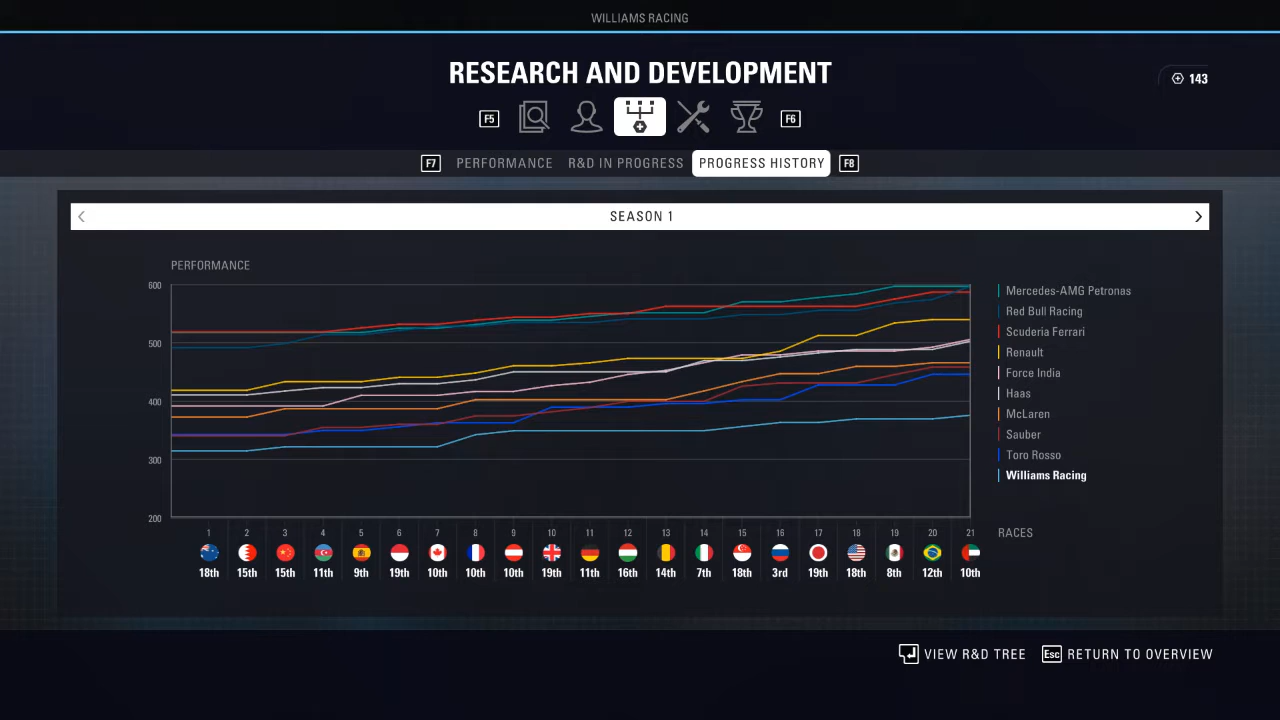 WILLIAMS RACING
RESEARCH AND DEVELOPMENT
143
F5 F6
F7 PERFORMANCE R&D IN PROGRESS PROGRESS HISTORY F8
SEASON 1
PERFORMANCE
600
500
400
300
200
Mercedes-AMG Petronas
Red Bull Racing
Scuderia Ferrari
Renault
Force India
Haas
McLaren
Sauber
Toro Rosso
Williams Racing
1 2 3 4 5 6 7 8 9 10 11 12 13 14 15 16 17 18 19 20 21 RACES
18th 15th 15th 11th 9th 19th 10th 10th 10th 19th 11th 16th 14th 7th 18th 3rd 19th 18th 8th 12th 10th
VIEW R&D TREE Esc RETURN TO OVERVIEW